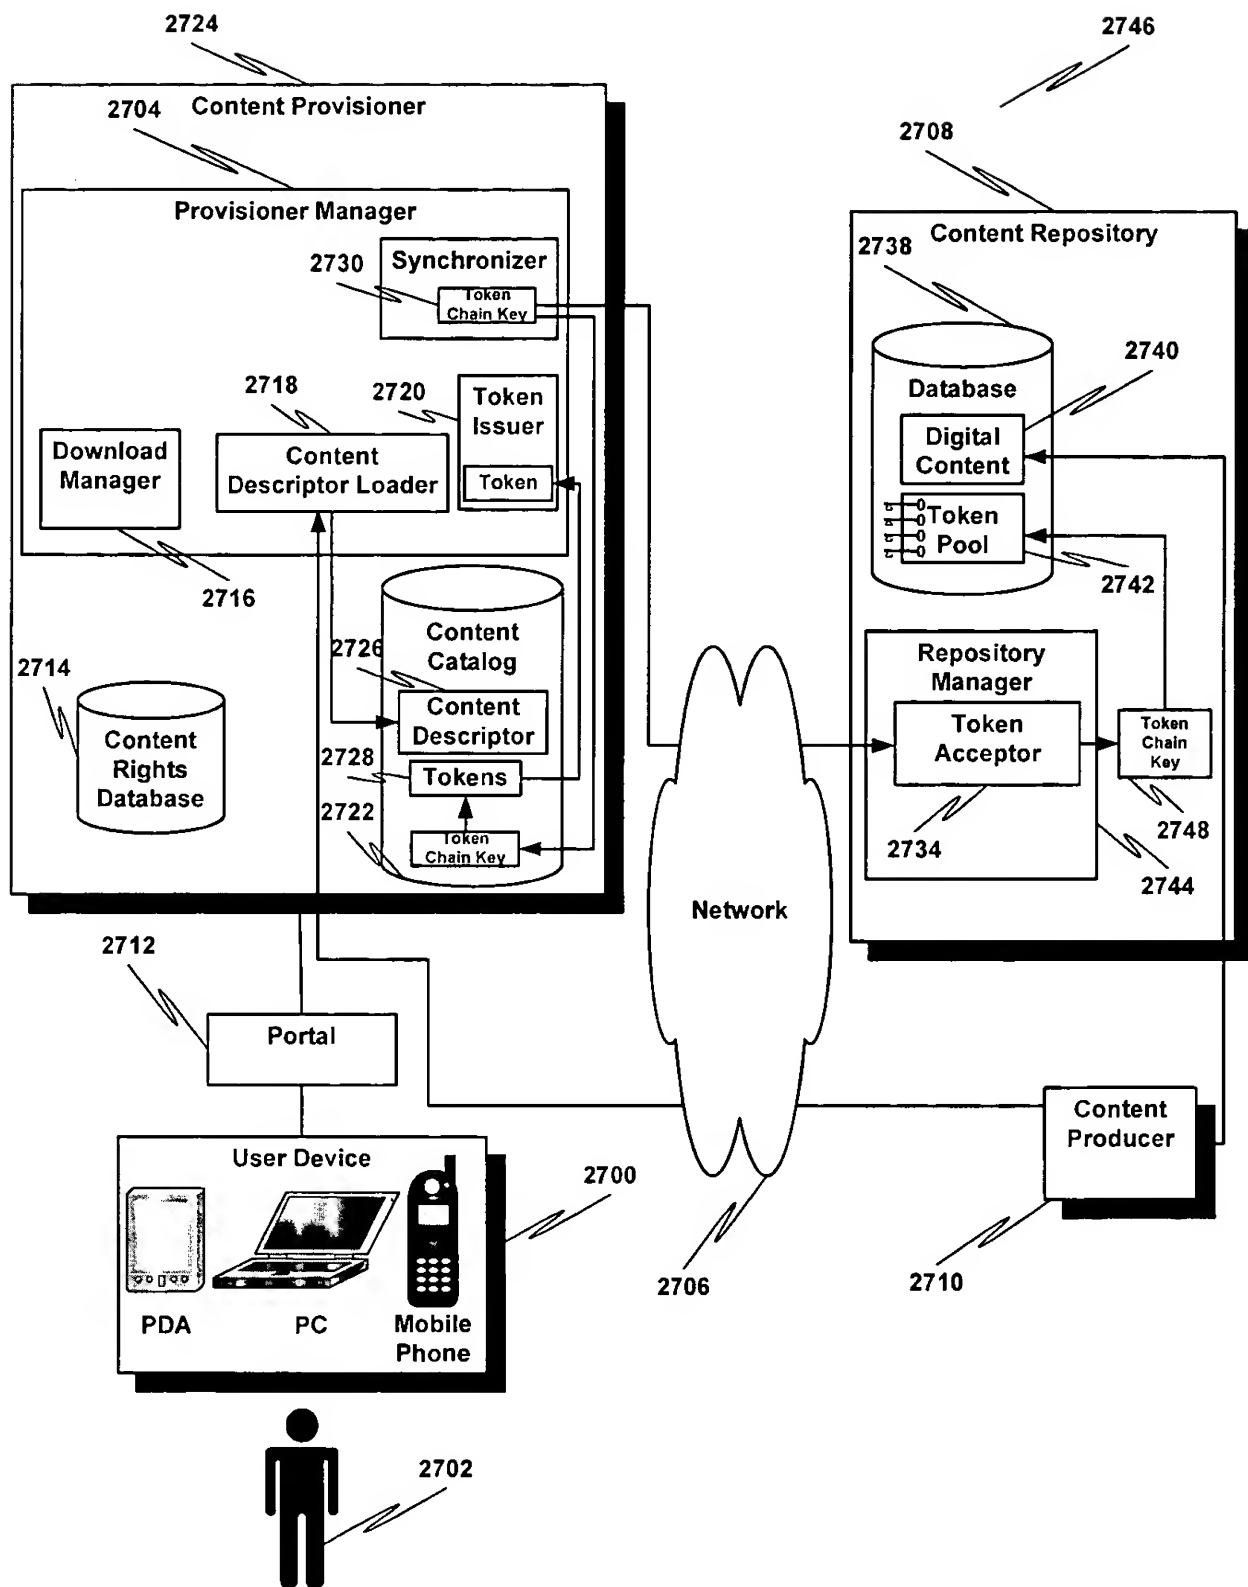 2724
2746
2704
Content Provisioner
2708
Provisioner Manager
Content Repository
2738
2730
Synchronizer
Token
Chain Key
2740
2718
2720
Token
Issuer
Database
Download
Manager
Content
Descriptor Loader
Token
Digital
Content
Token
Pool
2716
2742
2726
Content
Catalog
2714
Repository
Manager
Content
Descriptor
Token
Acceptor
Token
Chain
Key
Content
Rights
Database
2728
Tokens
2722
Token
Chain Key
2734
2748
2744
Network
2712
Portal
Content
Producer
User Device
2700
2706
2710
PDA
PC
Mobile
Phone
2702